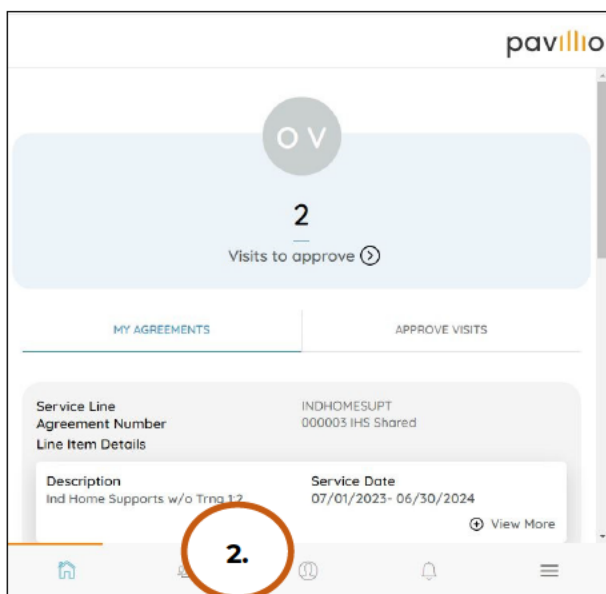 pavillio
O V
2
Visits to approve
MY AGREEMENTS APPROVE VISITS
Service Line INDHOMESUPT
Agreement Number 000003 IHS Shared
Line Item Details
Description Service Date
Ind Home Supports w/o Trng 1:2 07/01/2023- 06/30/2024
View More
2.